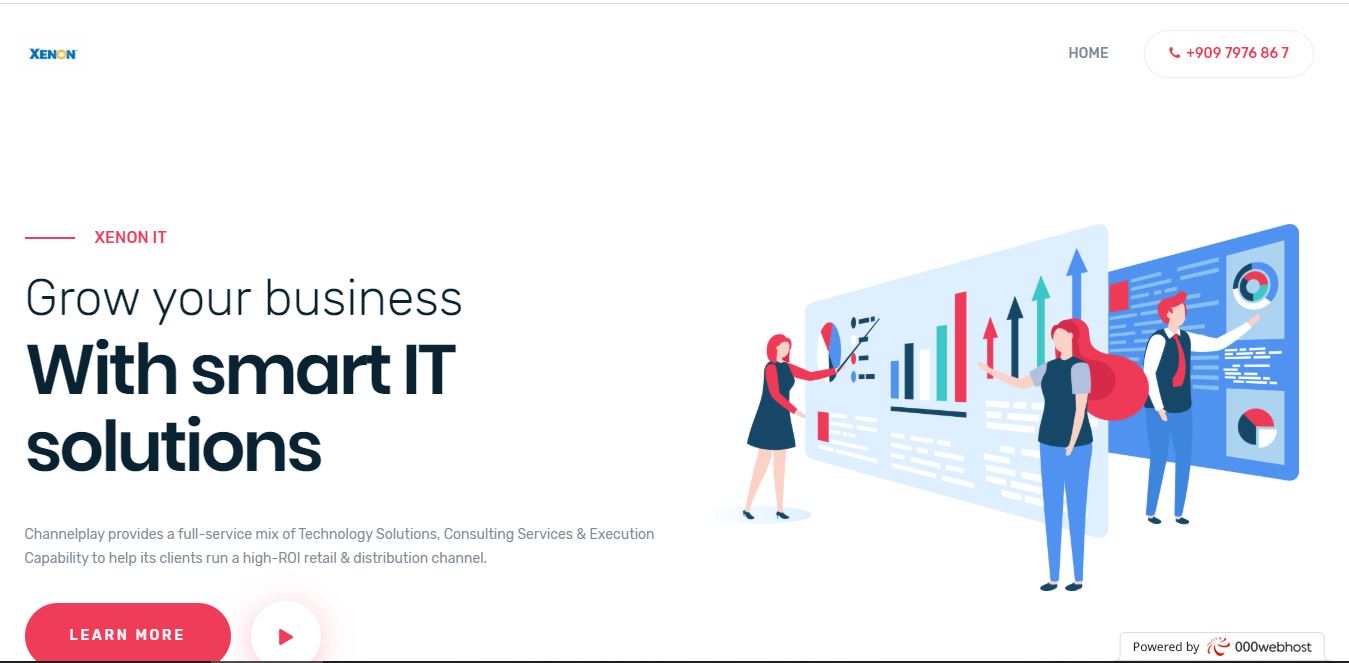 XENON
HOME
+909 7976 86 7
XENON IT
Grow your business
With smart IT
solutions
Channelplay provides a full-service mix of Technology Solutions, Consulting Services & Execution
Capability to help its clients run a high-ROI retail & distribution channel.
LEARN MORE
Powered by 000webhost